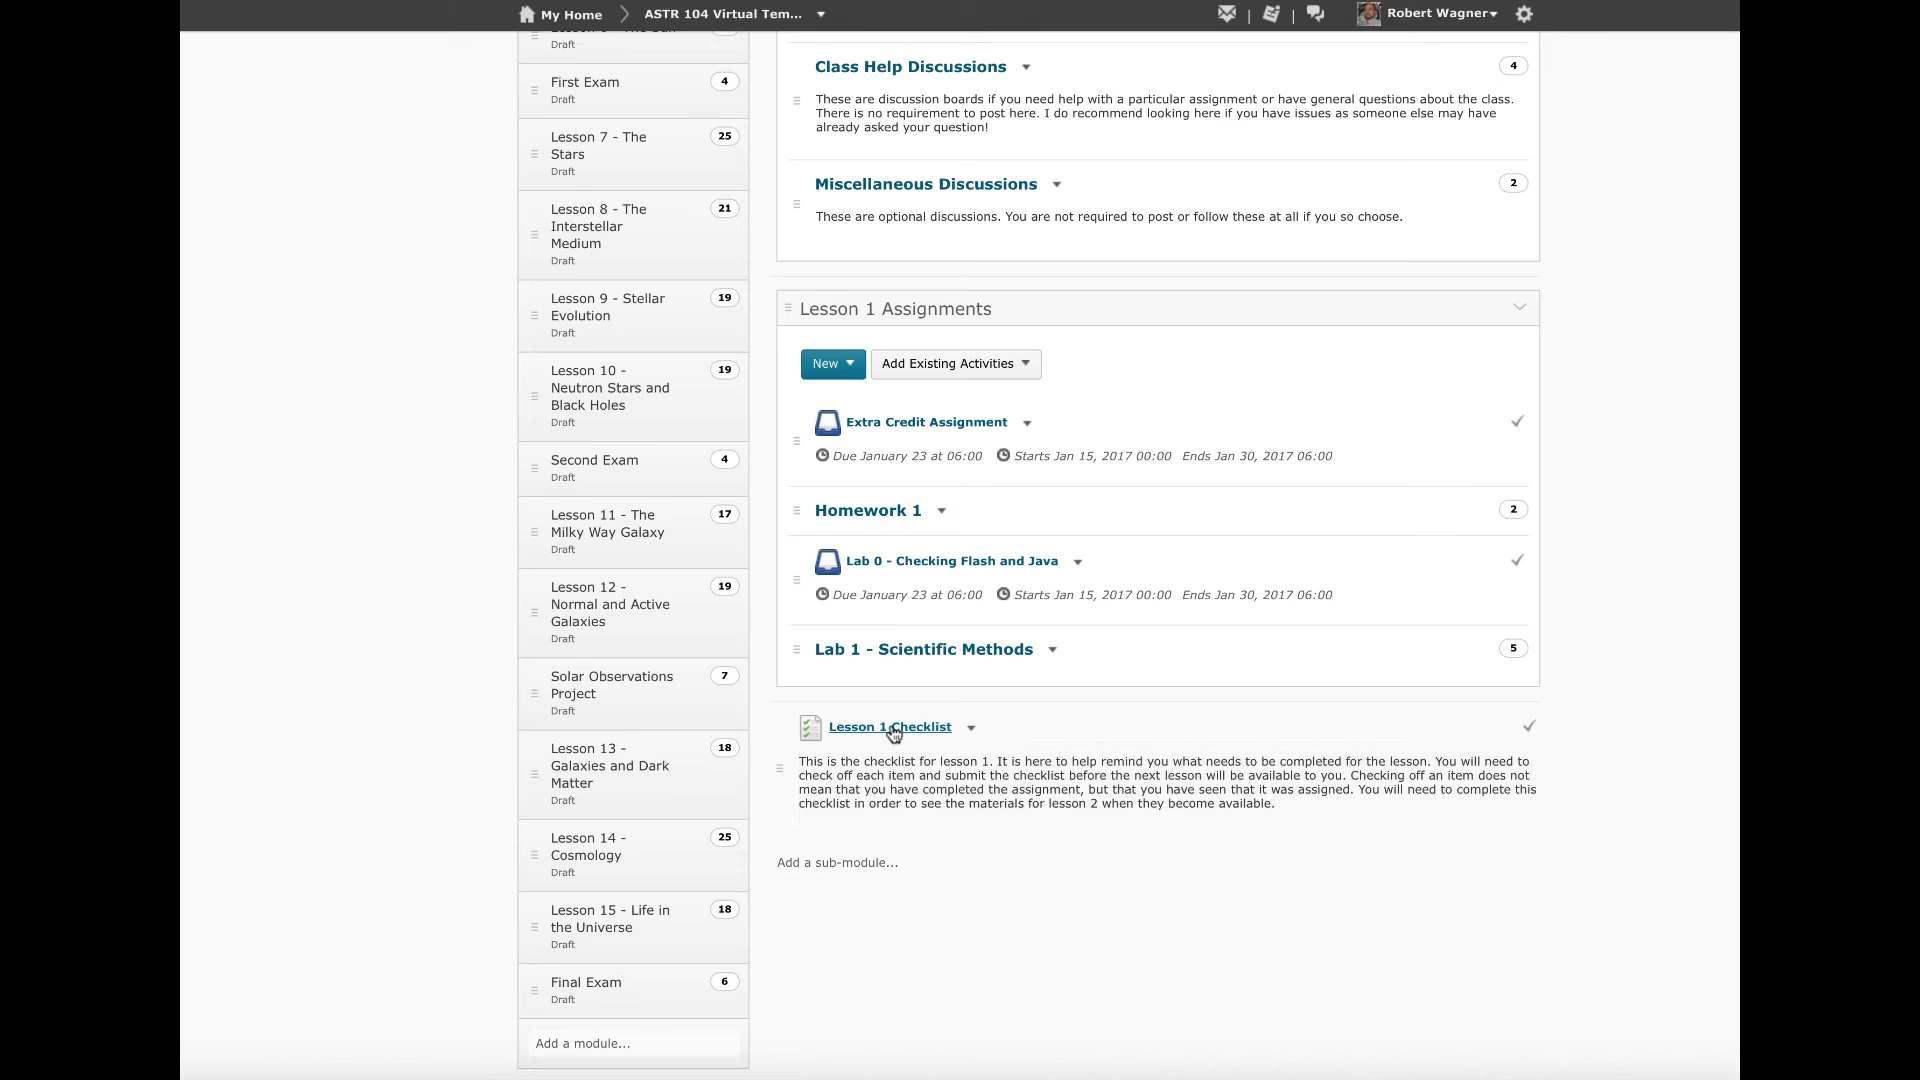 My Home
ASTR 104 Virtual Tem...
Robert Wagner
Draft
First Exam
4
Draft
Lesson 7 - The
Stars
25
Draft
Lesson 8 - The
Interstellar
Medium
21
Draft
Lesson 9 - Stellar
Evolution
19
Draft
Lesson 10 -
Neutron Stars and
Black Holes
19
Draft
Second Exam
4
Draft
Lesson 11 - The
Milky Way Galaxy
17
Draft
Lesson 12 -
Normal and Active
Galaxies
19
Draft
Solar Observations
Project
7
Draft
Lesson 13 -
Galaxies and Dark
Matter
18
Draft
Lesson 14 -
Cosmology
25
Draft
Lesson 15 - Life in
the Universe
18
Draft
Final Exam
6
Draft
Add a module...
Class Help Discussions
4
These are discussion boards if you need help with a particular assignment or have general questions about the class.
There is no requirement to post here. I do recommend looking here if you have issues as someone else may have
already asked your question!
Miscellaneous Discussions
2
These are optional discussions. You are not required to post or follow these at all if you so choose.
Lesson 1 Assignments
New
Add Existing Activities
Extra Credit Assignment
Due January 23 at 06:00 Starts Jan 15, 2017 00:00 Ends Jan 30, 2017 06:00
Homework 1
2
Lab 0 - Checking Flash and Java
Due January 23 at 06:00 Starts Jan 15, 2017 00:00 Ends Jan 30, 2017 06:00
Lab 1 - Scientific Methods
5
Lesson 1 Checklist
This is the checklist for lesson 1. It is here to help remind you what needs to be completed for the lesson. You will need to
check off each item and submit the checklist before the next lesson will be available to you. Checking off an item does not
mean that you have completed the assignment, but that you have seen that it was assigned. You will need to complete this
checklist in order to see the materials for lesson 2 when they become available.
Add a sub-module...